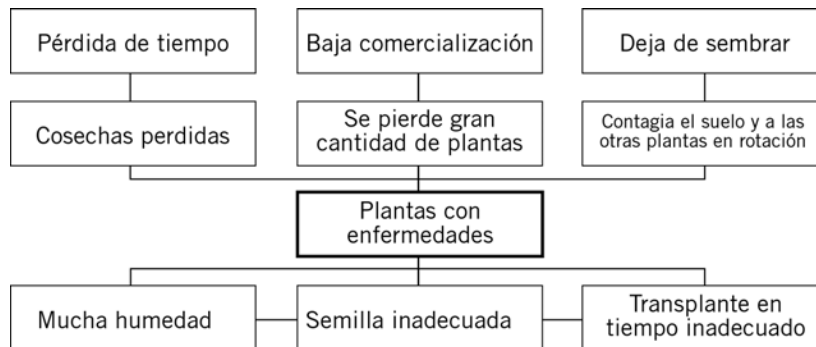 Pérdida de tiempo
Baja comercialización
Deja de sembrar
Cosechas perdidas
Se pierde gran
cantidad de plantas
Contagia el suelo y a las
otras plantas en rotación
Plantas con
enfermedades
Mucha humedad
Semilla inadecuada
Transplante en
tiempo inadecuado